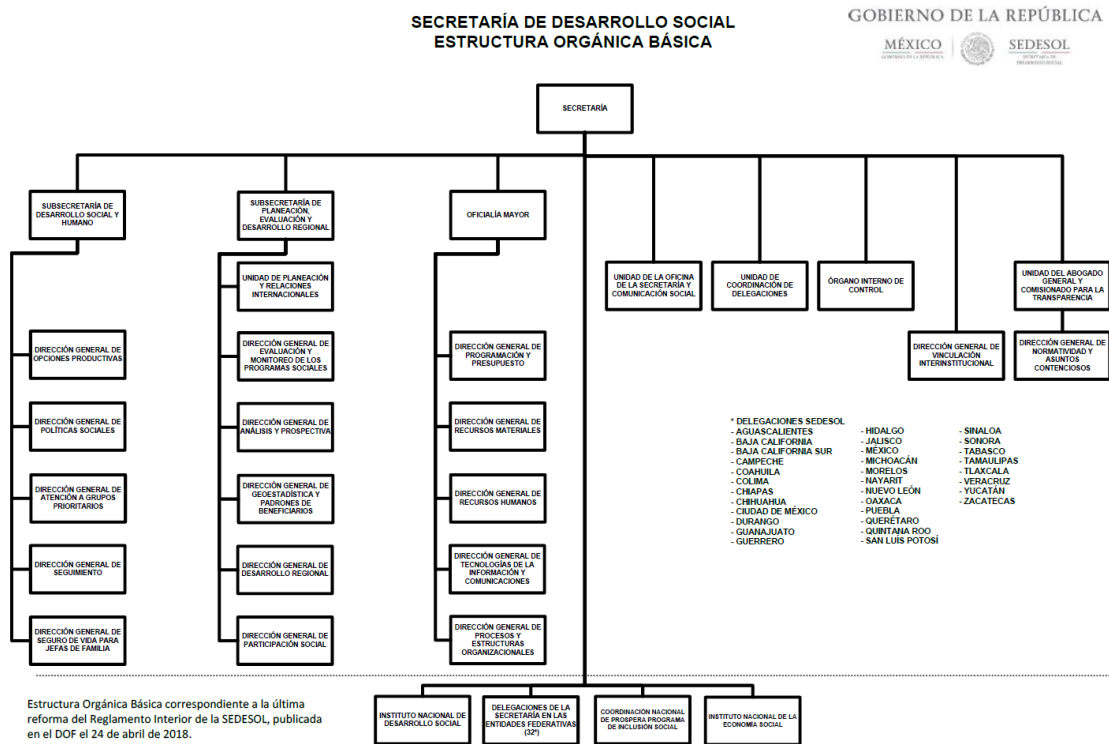 SECRETARÍA DE DESARROLLO SOCIAL
ESTRUCTURA ORGÁNICA BÁSICA
GOBIERNO DE LA REPÚBLICA
MÉXICO
GOBIERNO DE LA REPÚBLICA
SEDESOL
SECRETARÍA DE
DESARROLLO SOCIAL
SECRETARÍA
SUBSECRETARÍA DE
DESARROLLO SOCIAL Y
HUMANO
SUBSECRETARÍA DE
PLANEACIÓN,
EVALUACIÓN Y
DESARROLLO REGIONAL
OFICIALÍA MAYOR
UNIDAD DE LA OFICINA
DE LA SECRETARÍA Y
COMUNICACIÓN SOCIAL
UNIDAD DE
COORDINACIÓN DE
DELEGACIONES
ÓRGANO INTERNO DE
CONTROL
UNIDAD DEL ABOGADO
GENERAL Y
COMISIONADO PARA LA
TRANSPARENCIA
DIRECCIÓN GENERAL DE
VINCULACIÓN
INTERINSTITUCIONAL
DIRECCIÓN GENERAL DE
NORMATIVIDAD Y
ASUNTOS
CONTENCIOSOS
UNIDAD DE PLANEACIÓN
Y RELACIONES
INTERNACIONALES
DIRECCIÓN GENERAL DE
OPCIONES PRODUCTIVAS
DIRECCIÓN GENERAL DE
EVALUACIÓN Y
MONITOREO DE LOS
PROGRAMAS SOCIALES
DIRECCIÓN GENERAL DE
PROGRAMACIÓN Y
PRESUPUESTO
DIRECCIÓN GENERAL DE
POLÍTICAS SOCIALES
DIRECCIÓN GENERAL DE
ANÁLISIS Y PROSPECTIVA
DIRECCIÓN GENERAL DE
RECURSOS MATERIALES
DIRECCIÓN GENERAL DE
ATENCIÓN A GRUPOS
PRIORITARIOS
DIRECCIÓN GENERAL DE
GEOESTADÍSTICA Y
PADRONES DE
BENEFICIARIOS
DIRECCIÓN GENERAL DE
RECURSOS HUMANOS
DIRECCIÓN GENERAL DE
SEGUIMIENTO
DIRECCIÓN GENERAL DE
DESARROLLO REGIONAL
DIRECCIÓN GENERAL DE
TECNOLOGÍAS DE LA
INFORMACIÓN Y
COMUNICACIONES
DIRECCIÓN GENERAL DE
SEGURO DE VIDA PARA
JEFAS DE FAMILIA
DIRECCIÓN GENERAL DE
PARTICIPACIÓN SOCIAL
DIRECCIÓN GENERAL DE
PROCESOS Y
ESTRUCTURAS
ORGANIZACIONALES
* DELEGACIONES SEDESOL
- AGUASCALIENTES
- BAJA CALIFORNIA
- BAJA CALIFORNIA SUR
- CAMPECHE
- COAHUILA
- COLIMA
- CHIAPAS
- CHIHUAHUA
- CIUDAD DE MÉXICO
- DURANGO
- GUANAJUATO
- GUERRERO
- HIDALGO
- JALISCO
- MÉXICO
- MICHOACÁN
- MORELOS
- NAYARIT
- NUEVO LEÓN
- OAXACA
- PUEBLA
- QUERÉTARO
- QUINTANA ROO
- SAN LUÍS POTOSÍ
- SINALOA
- SONORA
- TABASCO
- TAMAULIPAS
- TLAXCALA
- VERACRUZ
- YUCATÁN
- ZACATECAS
Estructura Orgánica Básica correspondiente a la última
reforma del Reglamento Interior de la SEDESOL, publicada
en el DOF el 24 de abril de 2018.
INSTITUTO NACIONAL DE
DESARROLLO SOCIAL
DELEGACIONES DE LA
SECRETARÍA EN LAS
ENTIDADES FEDERATIVAS
(32*)
COORDINACIÓN NACIONAL
DE PROSPERA PROGRAMA
DE INCLUSIÓN SOCIAL
INSTITUTO NACIONAL DE LA
ECONOMÍA SOCIAL